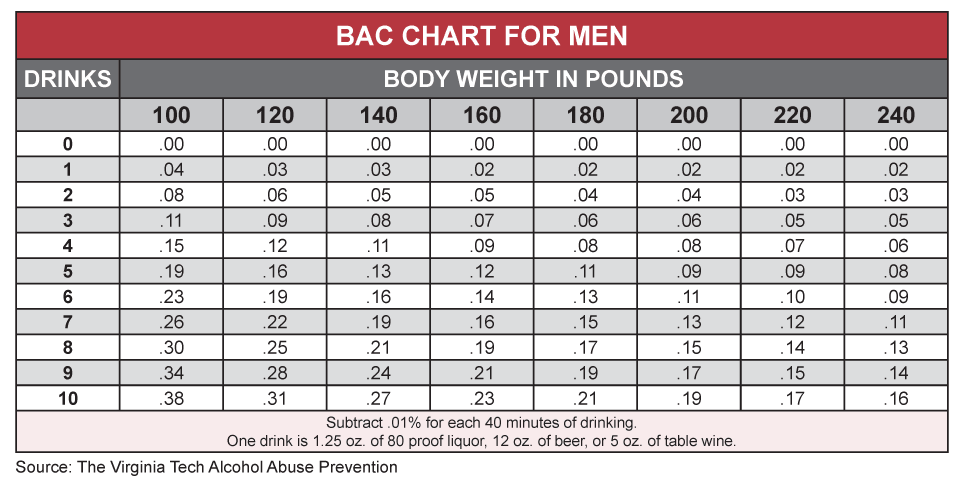 BAC CHART FOR MEN
DRINKS BODY WEIGHT IN POUNDS
100 120 140 160 180 200 220 240
0 .00 .00 .00 .00 .00 .00 .00 .00
1 .04 .03 .03 .02 .02 .02 .02 .02
2 .08 .06 .05 .05 .04 .04 .03 .03
3 .11 .09 .08 .07 .06 .06 .05 .05
4 .15 .12 .11 .09 .08 .08 .07 .06
5 .19 .16 .13 .12 .11 .09 .09 .08
6 .23 .19 .16 .14 .13 .11 .10 .09
7 .26 .22 .19 .16 .15 .13 .12 .11
8 .30 .25 .21 .19 .17 .15 .14 .13
9 .34 .28 .24 .21 .19 .17 .15 .14
10 .38 .31 .27 .23 .21 .19 .17 .16
Subtract .01% for each 40 minutes of drinking.
One drink is 1.25 oz. of 80 proof liquor, 12 oz. of beer, or 5 oz. of table wine.
Source: The Virginia Tech Alcohol Abuse Prevention